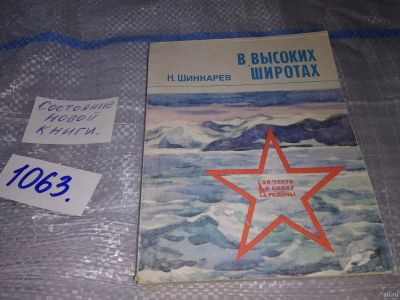 Состояние
новой
книги.
1063.
Н. ШИНКАРЕВ
В ВЫСОКИХ
ШИРОТАХ
ЗА ЧЕСТЬ
И СЛАВУ
РОДИНЫ